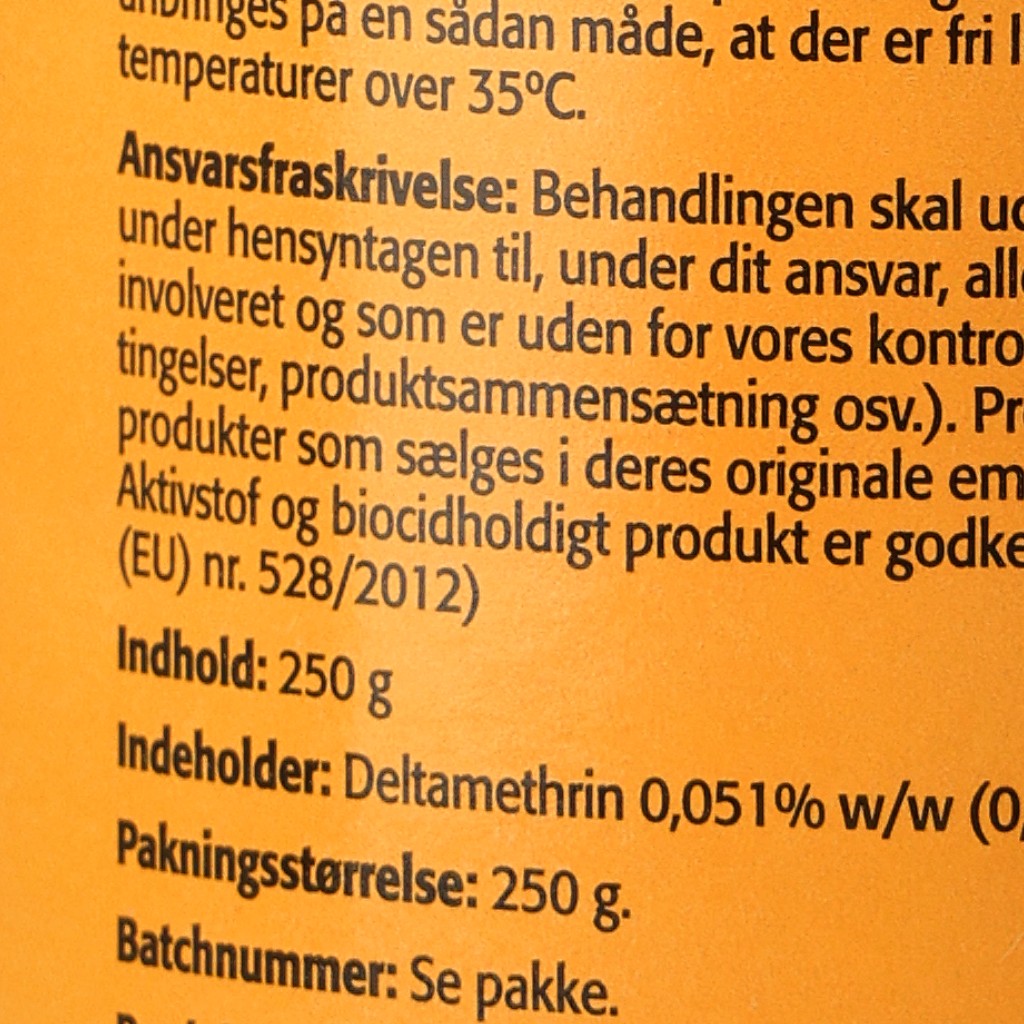 på en sådan måde, at der er fri
temperaturer over 35ºC.
Ansvarsfraskrivelse: Behandlingen skal
under hensyntagen til, under dit ansvar,
involveret og som er uden for vores
tingelser, produktsammensætning osv.).
produkter som sælges i deres originale
Aktivstof og biocidholdigt produkt er
(EU) nr. 528/2012)
Indhold: 250 g
Indeholder: Deltamethrin 0,051% w/w (0,
Pakningsstørrelse: 250 g.
Batchnummer: Se pakke.